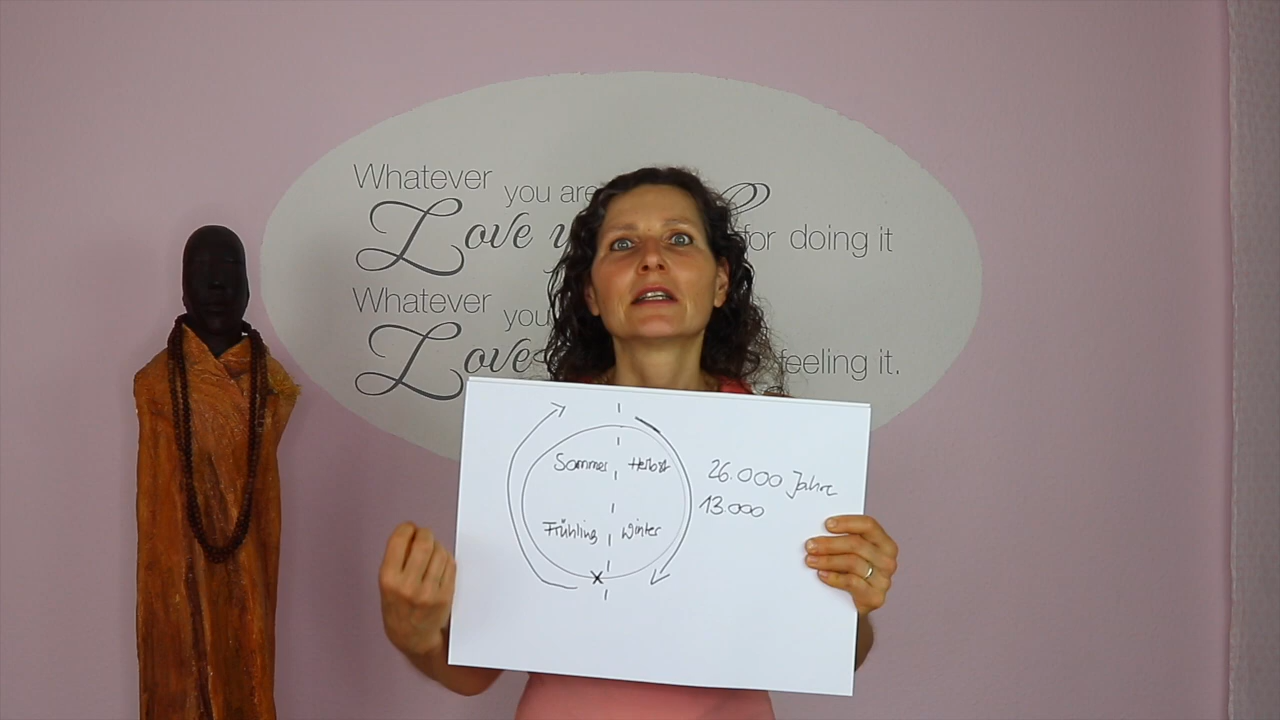 Whatever you are
Love for doing it
Whatever you
Love feeling it.
Sommer Herbst
Frühling Winter
26.000 Jahre
13.000
X